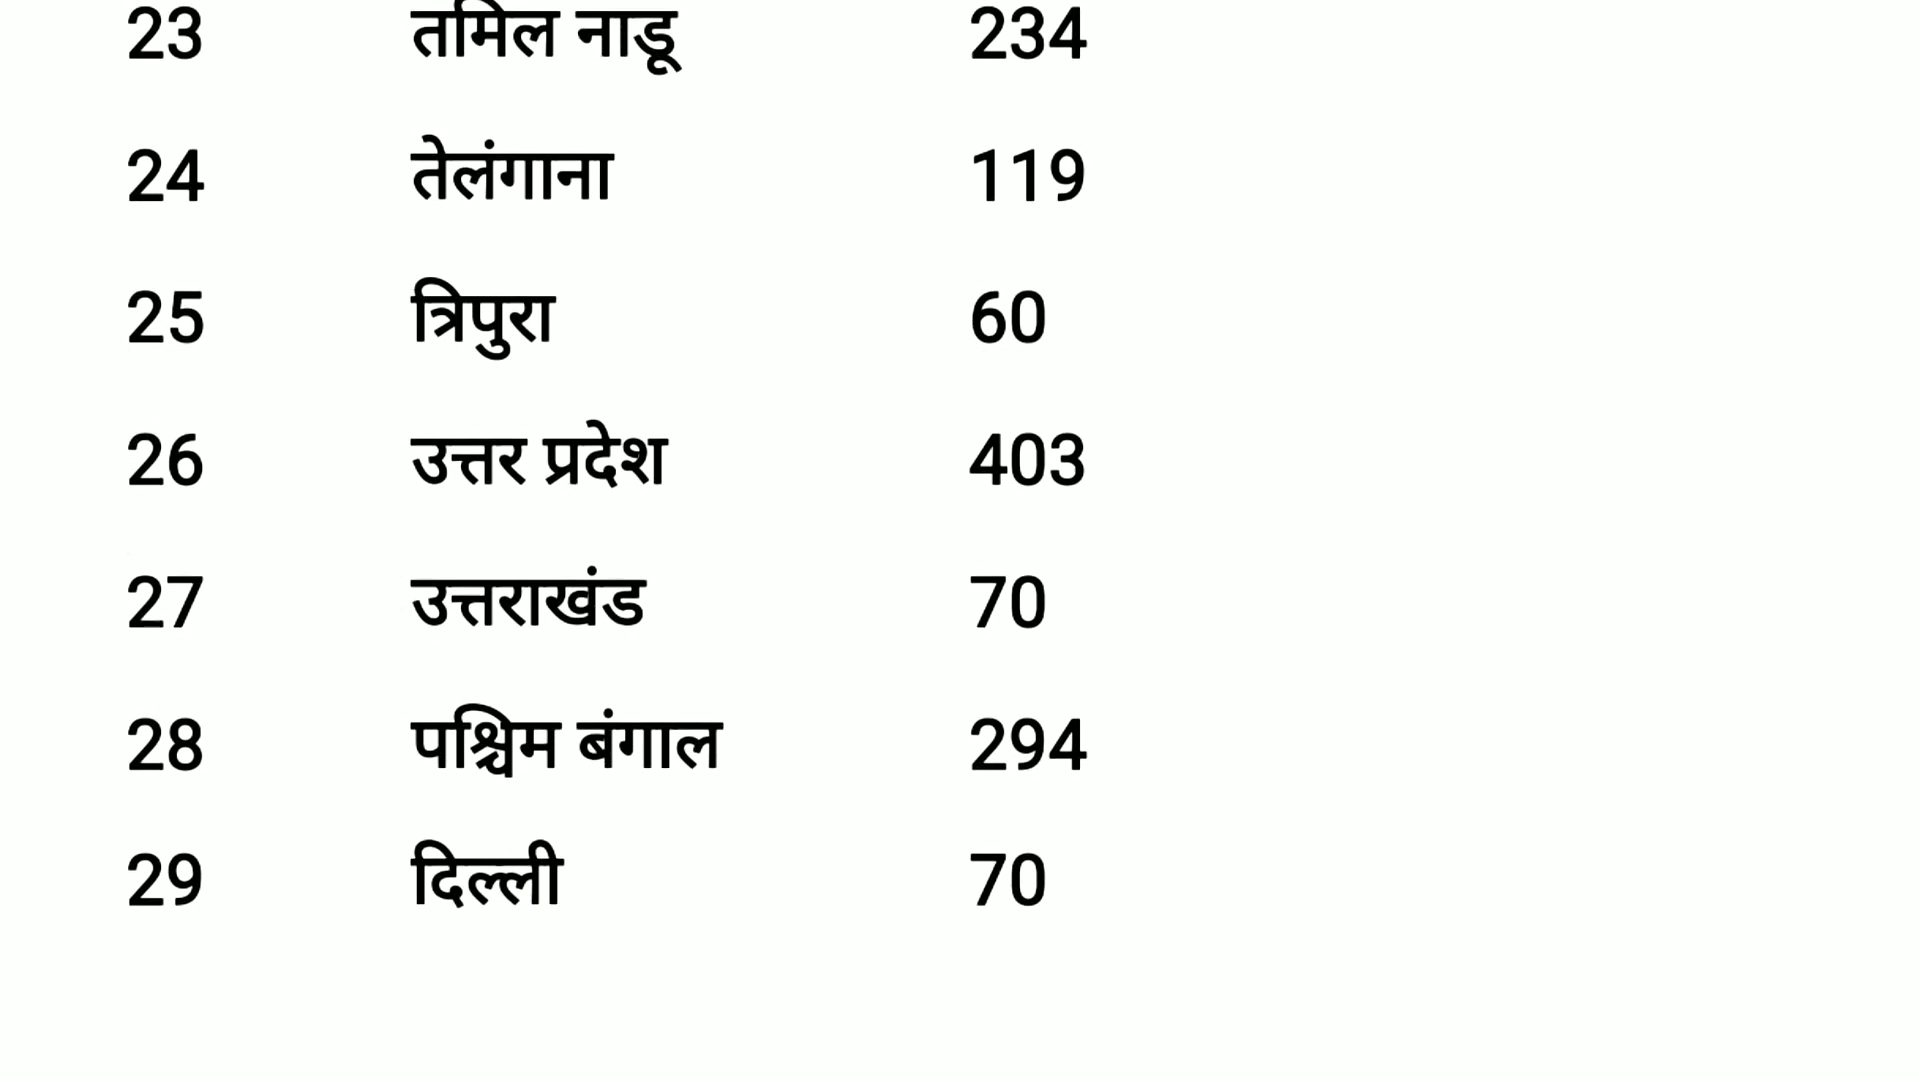 23 तमिल नाडू 234
24 तेलंगाना 119
25 त्रिपुरा 60
26 उत्तर प्रदेश 403
27 उत्तराखंड 70
28 पश्चिम बंगाल 294
29 दिल्ली 70